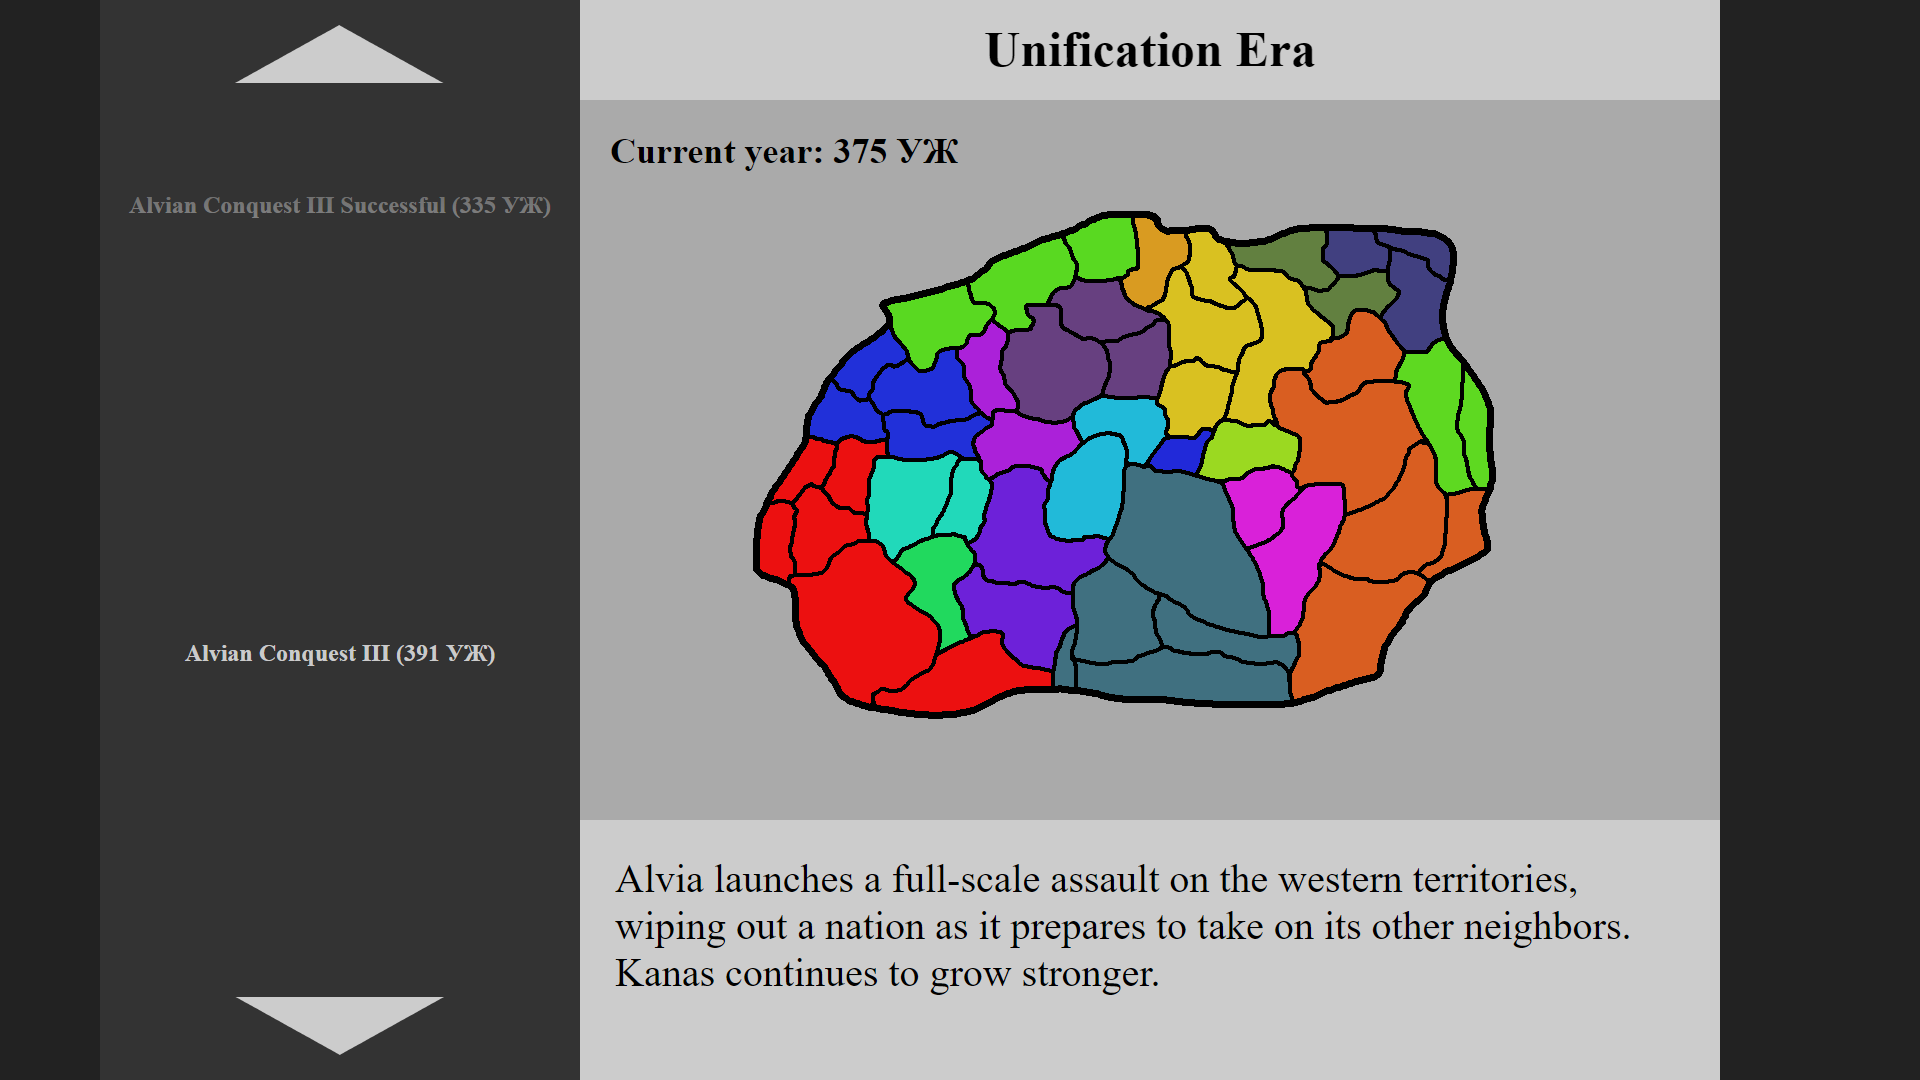 Unification Era
Current year: 375 УЖ
Alvian Conquest III Successful (335 УЖ)
Alvian Conquest III (391 УЖ)
Alvia launches a full-scale assault on the western territories,
wiping out a nation as it prepares to take on its other neighbors.
Kanas continues to grow stronger.